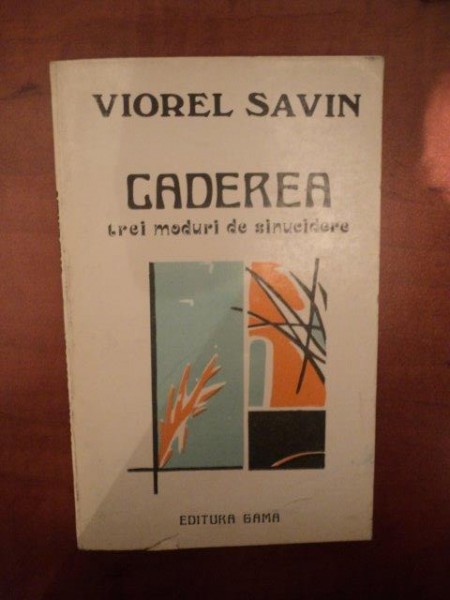 VIOREL SAVIN
CADEREA
trei moduri de sinucidere
EDITURA GAMA